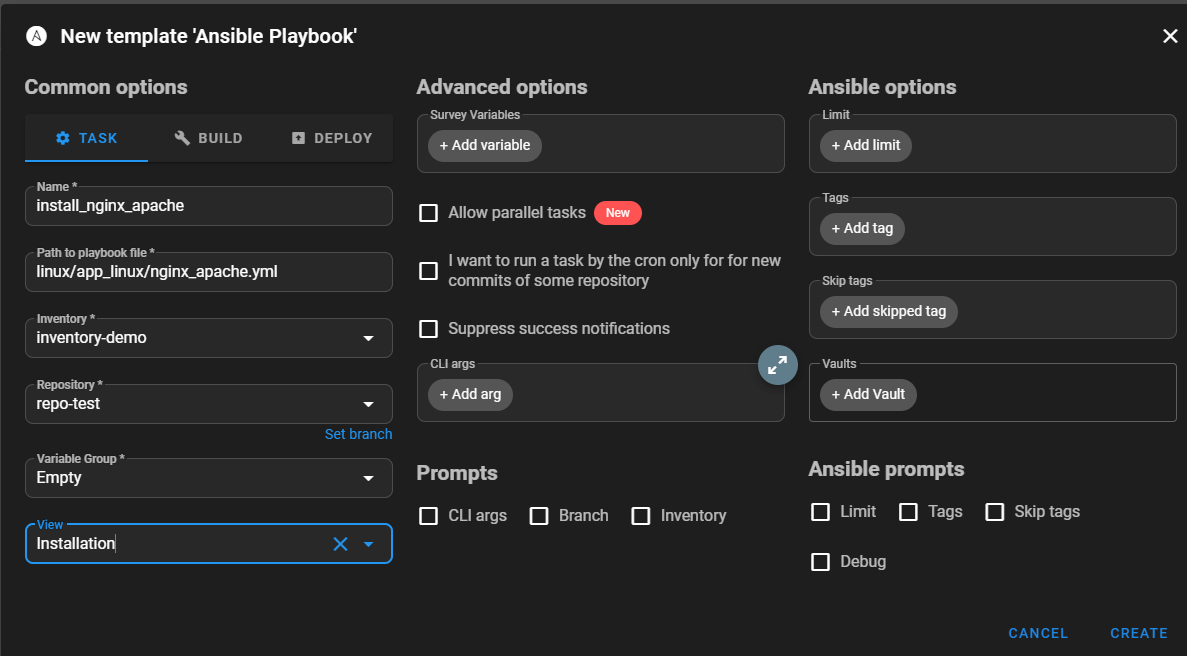 New template 'Ansible Playbook'
Common options
TASK
BUILD
DEPLOY
Name *
install_nginx_apache
Path to playbook file *
linux/app_linux/nginx_apache.yml
Inventory *
inventory-demo
Repository *
repo-test
Set branch
Variable Group *
Empty
View
Installation
Advanced options
Survey Variables
+ Add variable
Allow parallel tasks New
I want to run a task by the cron only for for new
commits of some repository
Suppress success notifications
CLI args
+ Add arg
Prompts
CLI args
Branch
Inventory
Ansible options
Limit
+ Add limit
Tags
+ Add tag
Skip tags
+ Add skipped tag
Vaults
+ Add Vault
Ansible prompts
Limit
Tags
Skip tags
Debug
CANCEL
CREATE